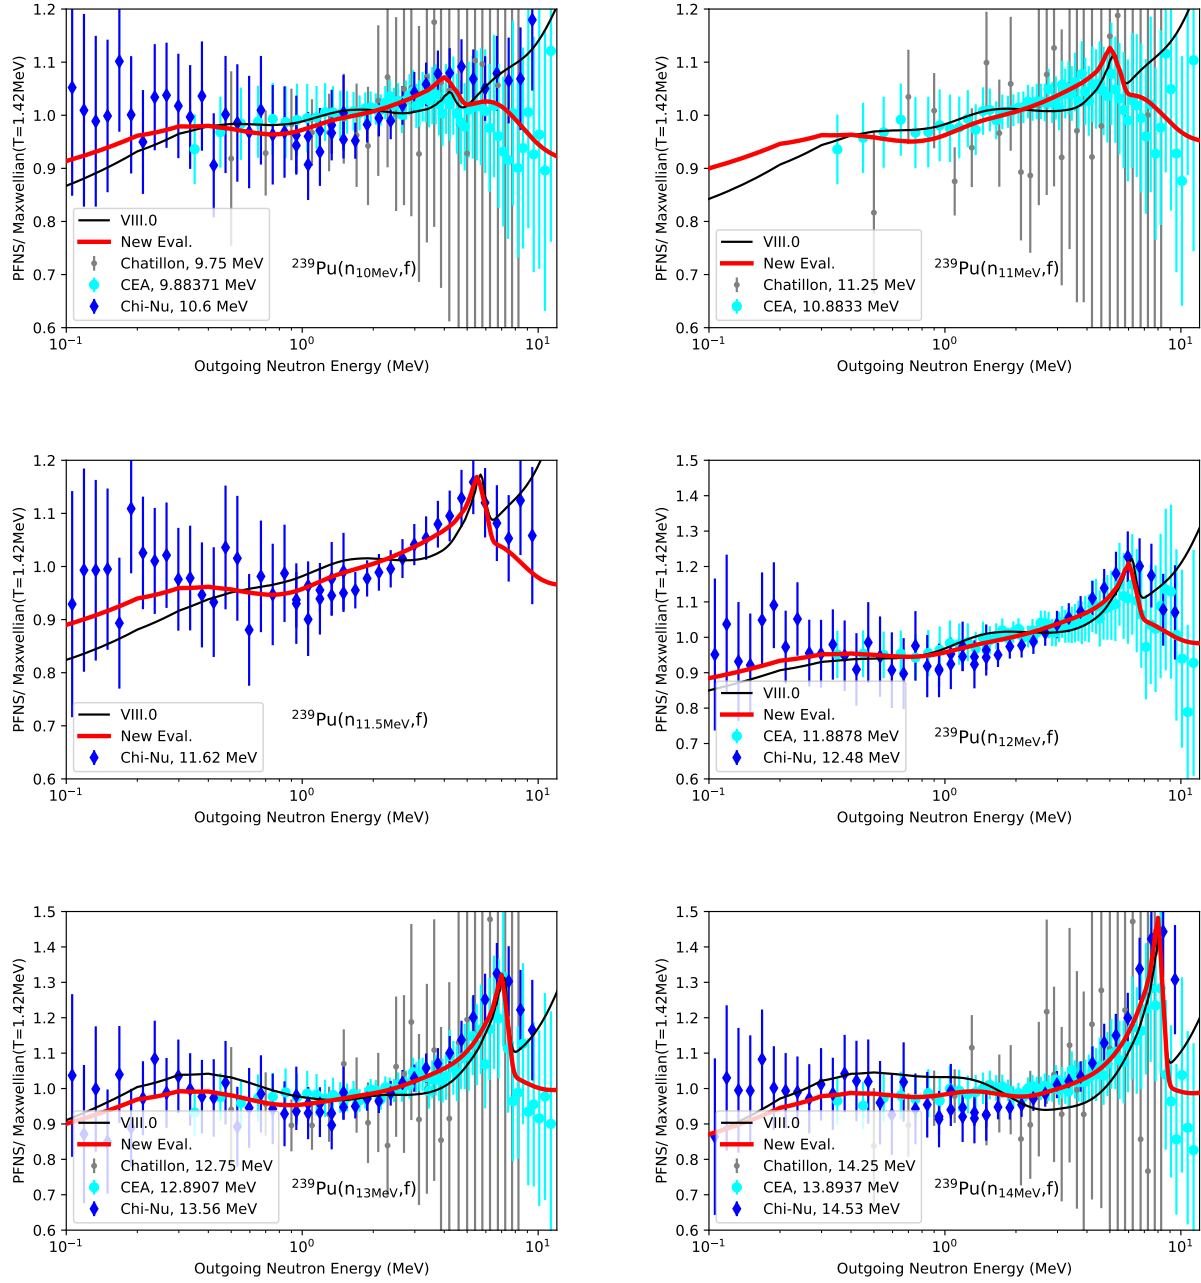 1.2
1.1
1.0
0.9
0.8
0.7
0.6
PFNS/ Maxwellian(T=1.42MeV)
VIII.0
New Eval.
Chatillon, 9.75 MeV
CEA, 9.88371 MeV
Chi-Nu, 10.6 MeV
²³⁹Pu(n₁₀MeV,f)
10⁻¹ 10⁰ 10¹
Outgoing Neutron Energy (MeV)
1.2
1.1
1.0
0.9
0.8
0.7
0.6
PFNS/ Maxwellian(T=1.42MeV)
VIII.0
New Eval.
Chatillon, 11.25 MeV
CEA, 10.8833 MeV
²³⁹Pu(n₁₁MeV,f)
10⁻¹ 10⁰ 10¹
Outgoing Neutron Energy (MeV)
1.2
1.1
1.0
0.9
0.8
0.7
0.6
PFNS/ Maxwellian(T=1.42MeV)
VIII.0
New Eval.
Chi-Nu, 11.62 MeV
²³⁹Pu(n₁₁.₅MeV,f)
10⁻¹ 10⁰ 10¹
Outgoing Neutron Energy (MeV)
1.5
1.4
1.3
1.2
1.1
1.0
0.9
0.8
0.7
0.6
PFNS/ Maxwellian(T=1.42MeV)
VIII.0
New Eval.
CEA, 11.8878 MeV
Chi-Nu, 12.48 MeV
²³⁹Pu(n₁₂MeV,f)
10⁻¹ 10⁰ 10¹
Outgoing Neutron Energy (MeV)
1.5
1.4
1.3
1.2
1.1
1.0
0.9
0.8
0.7
0.6
PFNS/ Maxwellian(T=1.42MeV)
VIII.0
New Eval.
Chatillon, 12.75 MeV
CEA, 12.8907 MeV
Chi-Nu, 13.56 MeV
²³⁹Pu(n₁₃MeV,f)
10⁻¹ 10⁰ 10¹
Outgoing Neutron Energy (MeV)
1.5
1.4
1.3
1.2
1.1
1.0
0.9
0.8
0.7
0.6
PFNS/ Maxwellian(T=1.42MeV)
VIII.0
New Eval.
Chatillon, 14.25 MeV
CEA, 13.8937 MeV
Chi-Nu, 14.53 MeV
²³⁹Pu(n₁₄MeV,f)
10⁻¹ 10⁰ 10¹
Outgoing Neutron Energy (MeV)